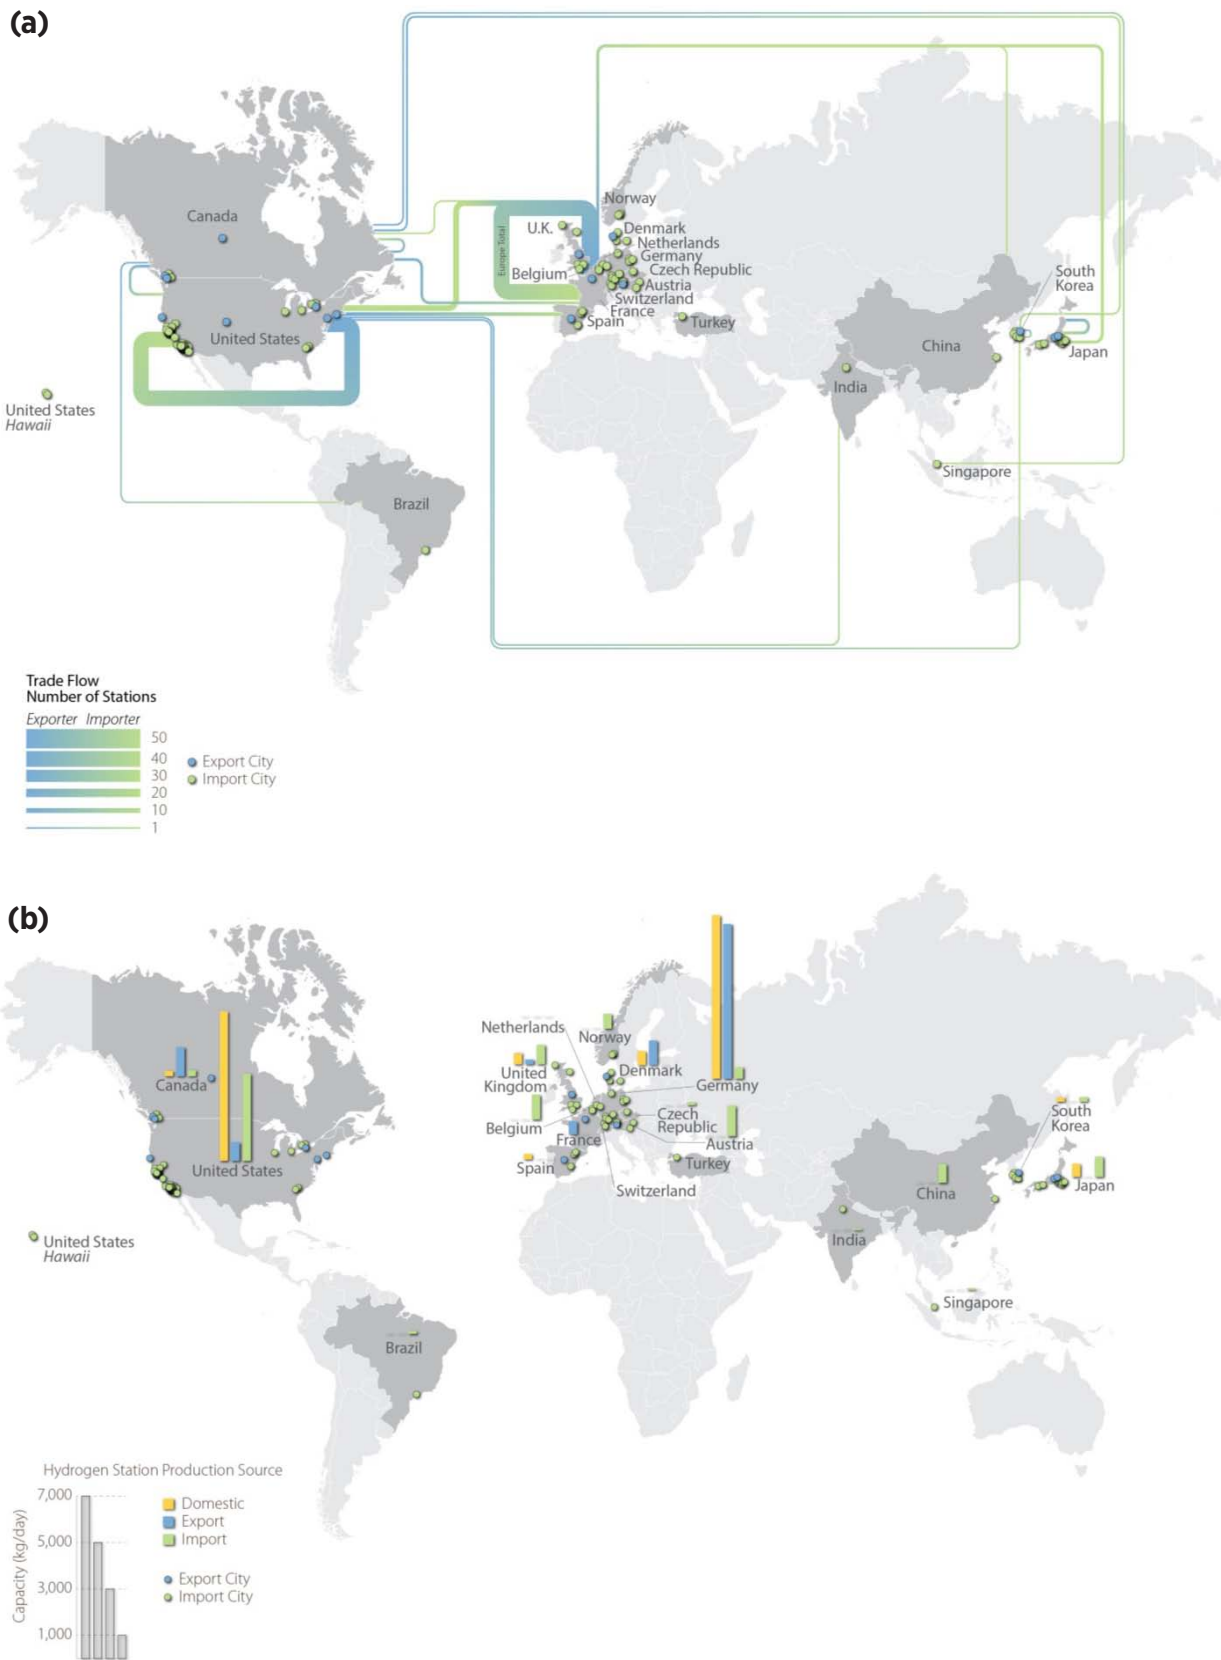 (a)
Canada
United States
United States
Hawaii
Brazil
Europe Total
Norway
U.K.
Denmark
Netherlands
Germany
Belgium
Czech Republic
Austria
Switzerland
France
Spain
Turkey
South
Korea
China
Japan
India
Singapore
Trade Flow
Number of Stations
Exporter Importer
50
40
30
20
10
1
Export City
Import City
(b)
Canada
United States
United States
Hawaii
Brazil
Netherlands
Norway
United
Kingdom
Denmark
Germany
Belgium
France
Czech
Republic
Austria
Spain
Turkey
Switzerland
South
Korea
China
Japan
India
Singapore
Hydrogen Station Production Source
Capacity (kg/day)
7,000
5,000
3,000
1,000
Domestic
Export
Import
Export City
Import City